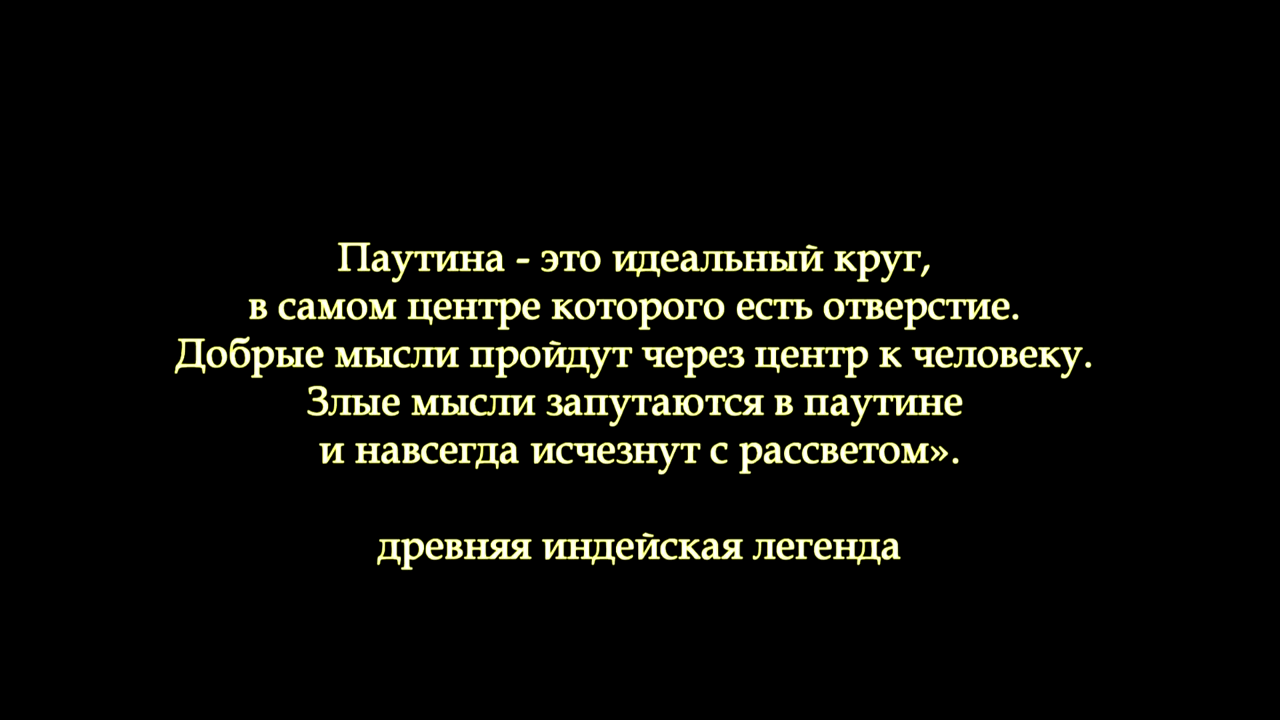 Паутина - это идеальный круг,
в самом центре которого есть отверстие.
Добрые мысли пройдут через центр к человеку.
Злые мысли запутаются в паутине
и навсегда исчезнут с рассветом».
древняя индейская легенда